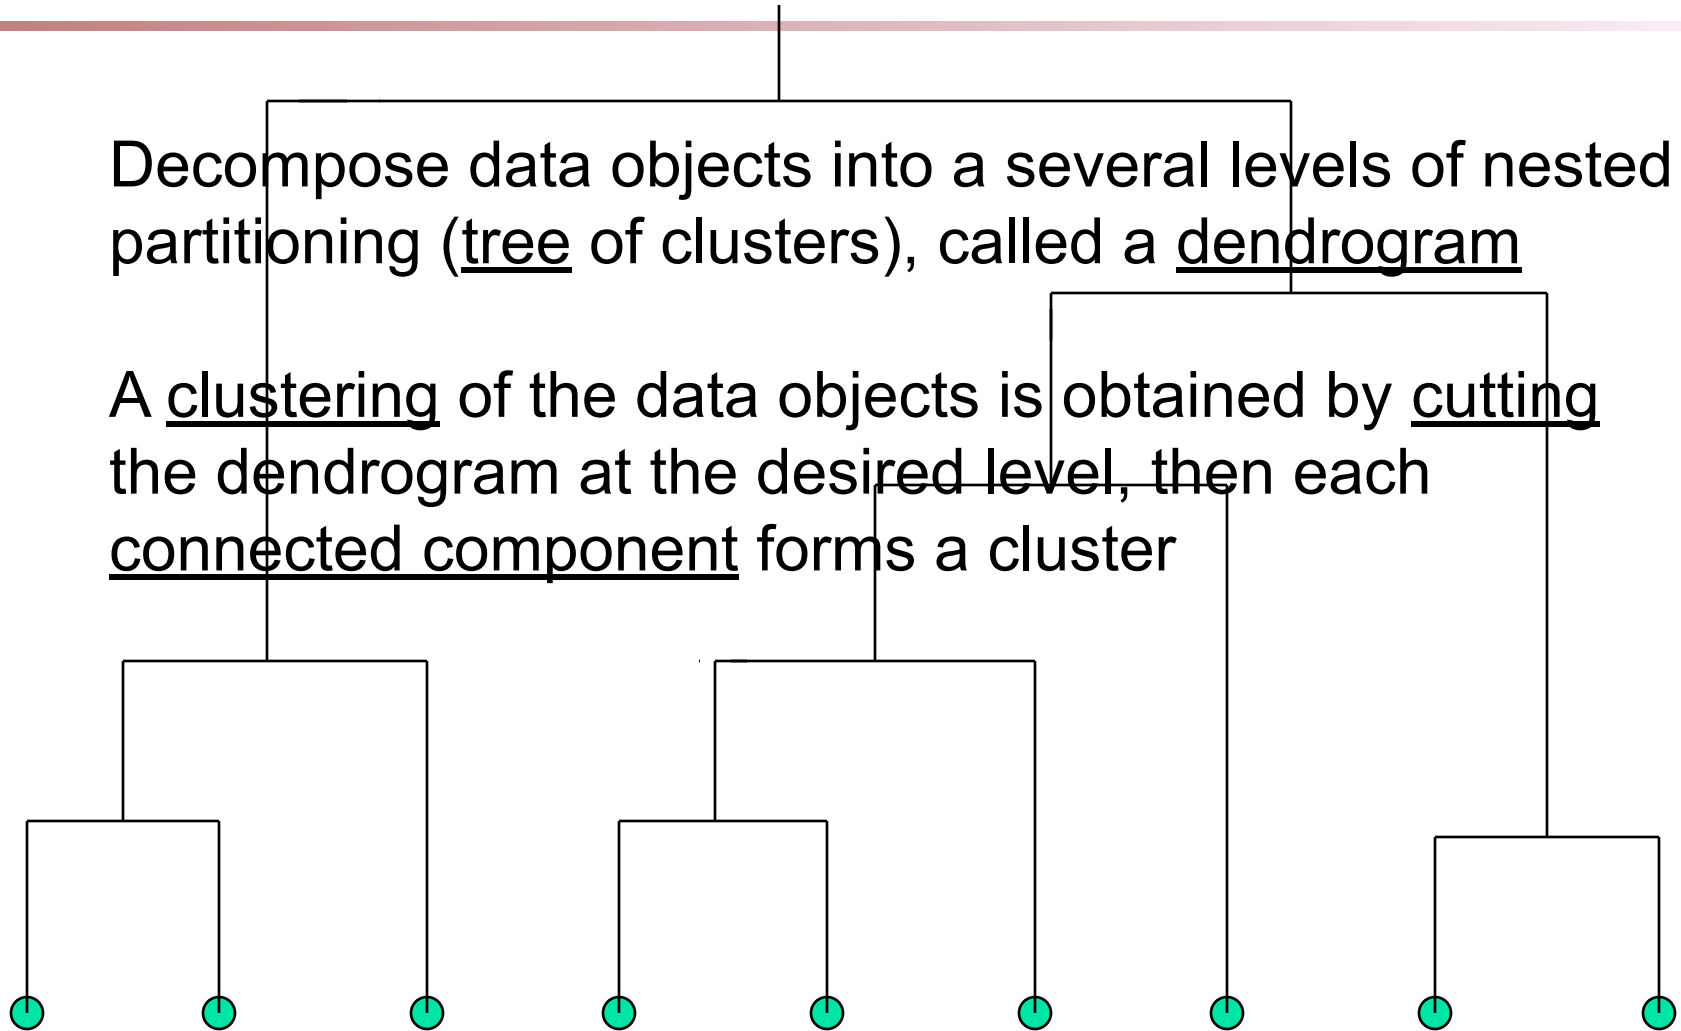 Decompose data objects into a several levels of nested
partitioning (tree of clusters), called a dendrogram
A clustering of the data objects is obtained by cutting
the dendrogram at the desired level, then each
connected component forms a cluster